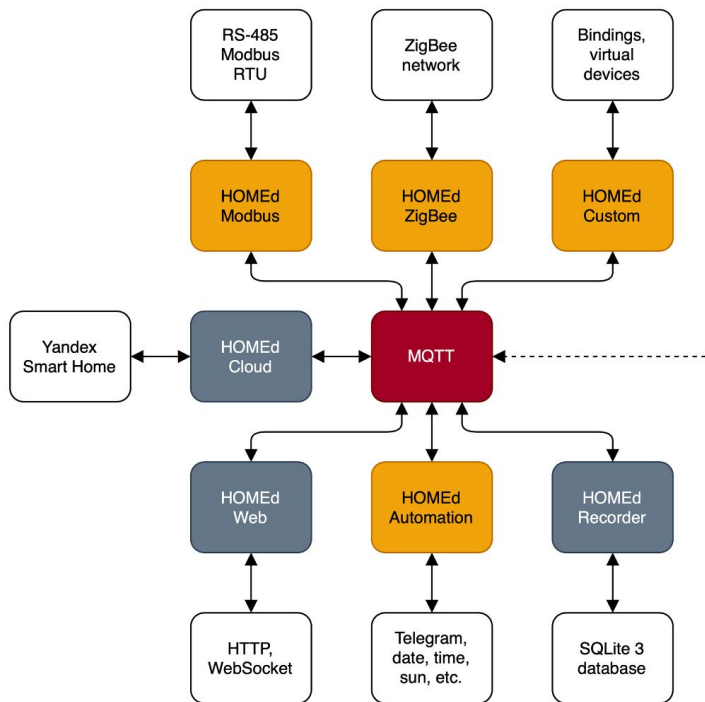 RS-485
Modbus
RTU
ZigBee
network
Bindings,
virtual
devices
HOMEd
Modbus
HOMEd
ZigBee
HOMEd
Custom
Yandex
Smart Home
HOMEd
Cloud
MQTT
HOMEd
Web
HOMEd
Automation
HOMEd
Recorder
HTTP,
WebSocket
Telegram,
date, time,
sun, etc.
SQLite 3
database